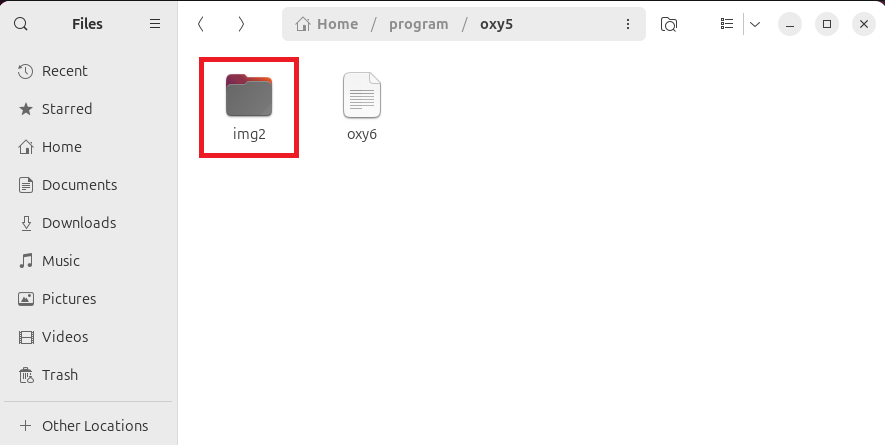 Files
Home / program / oxy5
Recent
Starred
Home
Documents
Downloads
Music
Pictures
Videos
Trash
Other Locations
img2
oxy6